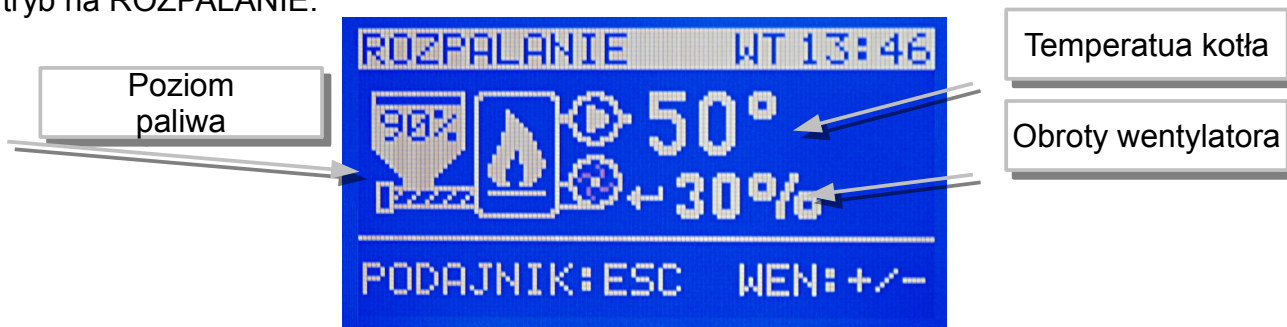 tryb na ROZPALANIE.
ROZPALANIE WT 13:46
Temperatua kotła
Poziom
paliwa
90%
50°
Obroty wentylatora
30%
PODAJNIK:ESC WEN:+/-